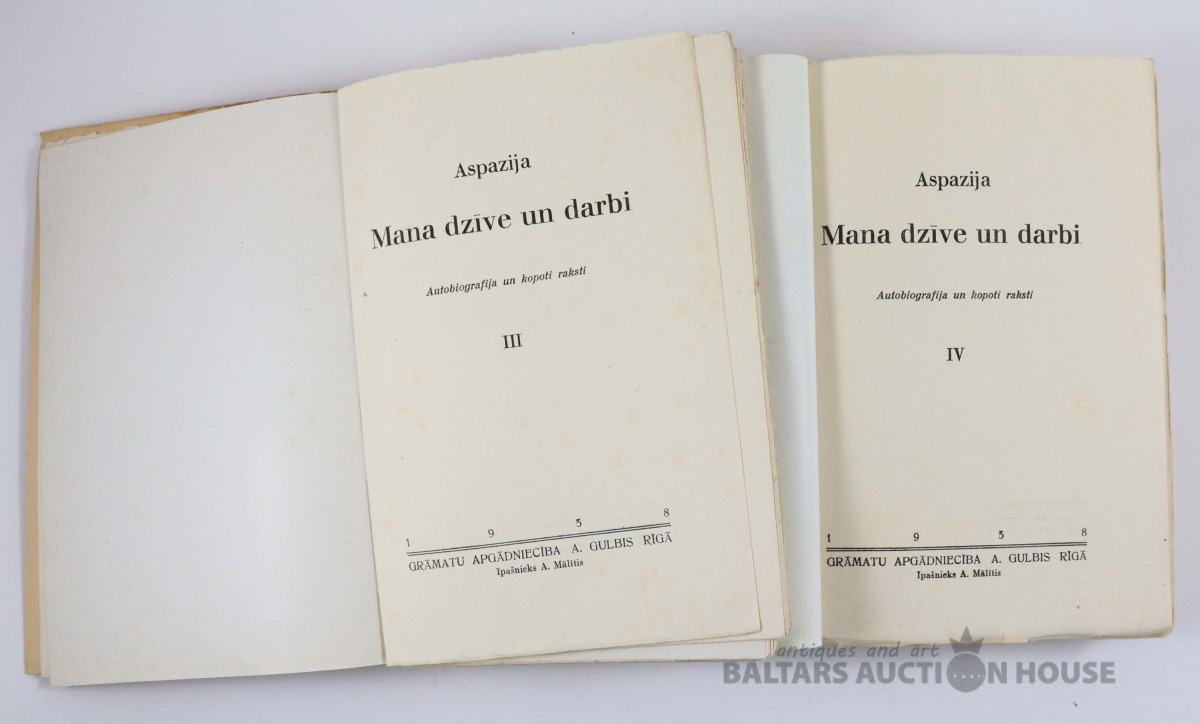 Aspazija
Mana dzīve un darbi
Autobiografija un kopoti raksti
III
1 9 3 8
GRĀMATU APGĀDNIECĪBA A. GULBIS RĪGĀ
Īpašnieks A. Mālītis
Aspazija
Mana dzīve un darbi
Autobiografija un kopoti raksti
IV
1 9 3 8
GRĀMATU APGĀDNIECĪBA A. GULBIS RĪGĀ
Īpašnieks A. Mālītis
antiques and art
BALTARS AUCTION HOUSE